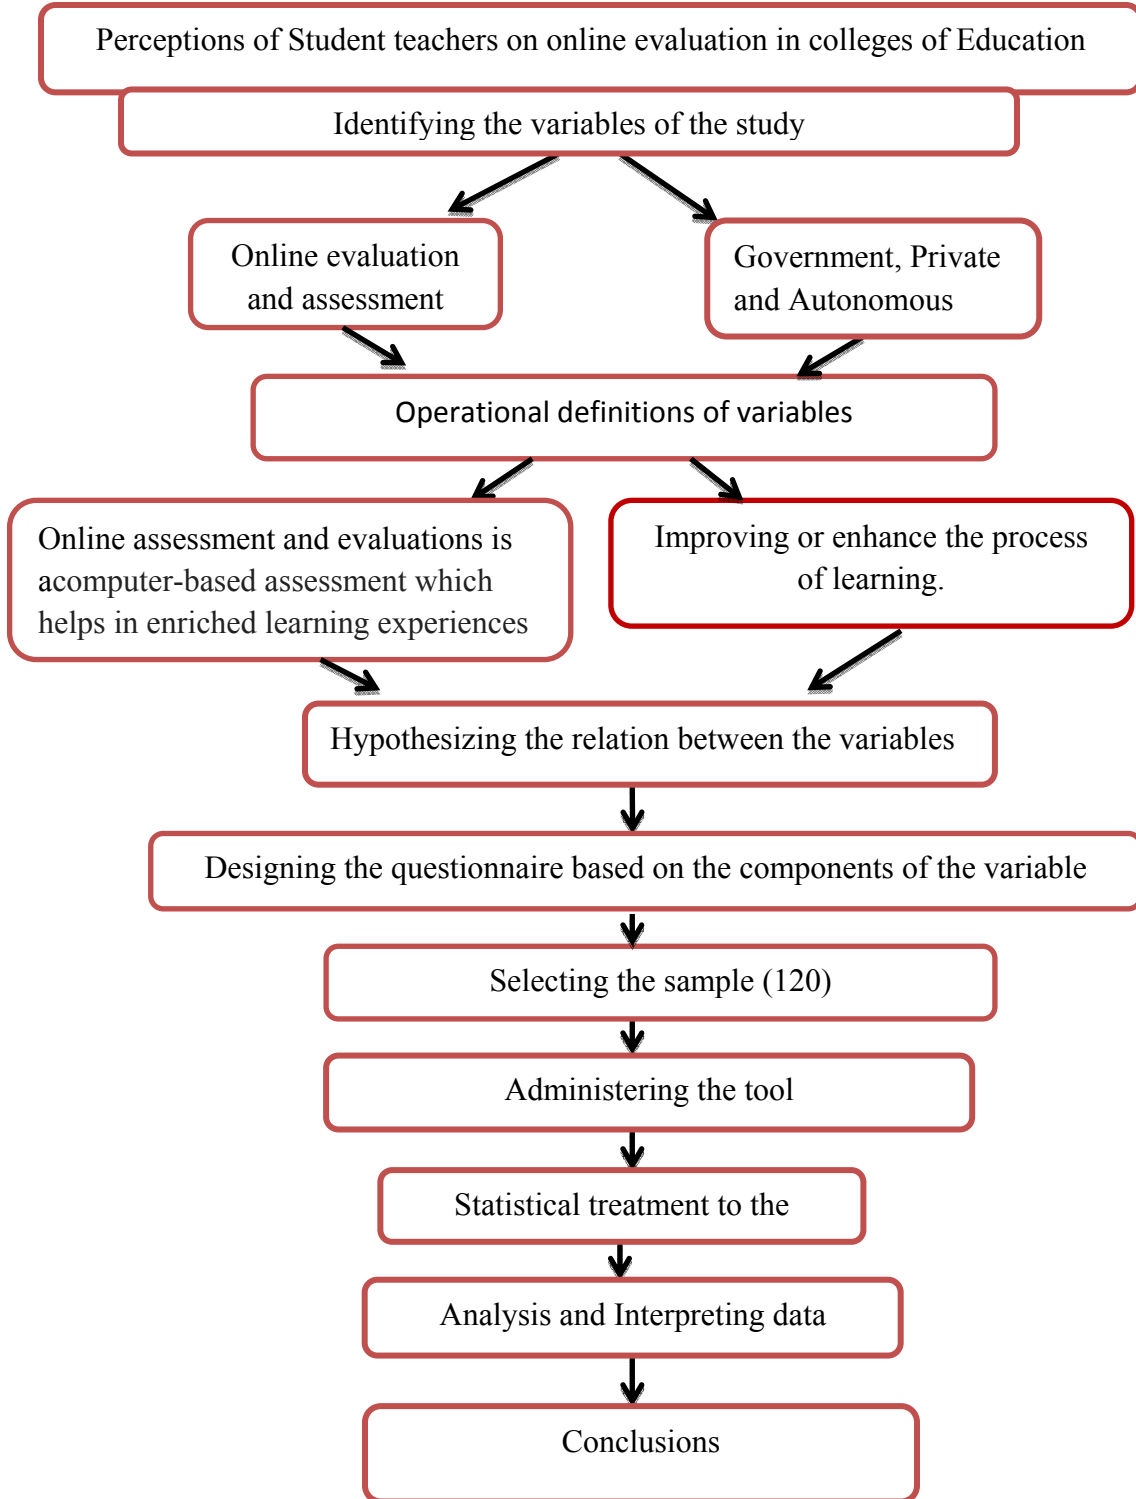 Perceptions of Student teachers on online evaluation in colleges of Education
Identifying the variables of the study
Online evaluation
and assessment
Government, Private
and Autonomous
Operational definitions of variables
Online assessment and evaluations is
acomputer-based assessment which
helps in enriched learning experiences
Improving or enhance the process
of learning.
Hypothesizing the relation between the variables
Designing the questionnaire based on the components of the variable
Selecting the sample (120)
Administering the tool
Statistical treatment to the
Analysis and Interpreting data
Conclusions